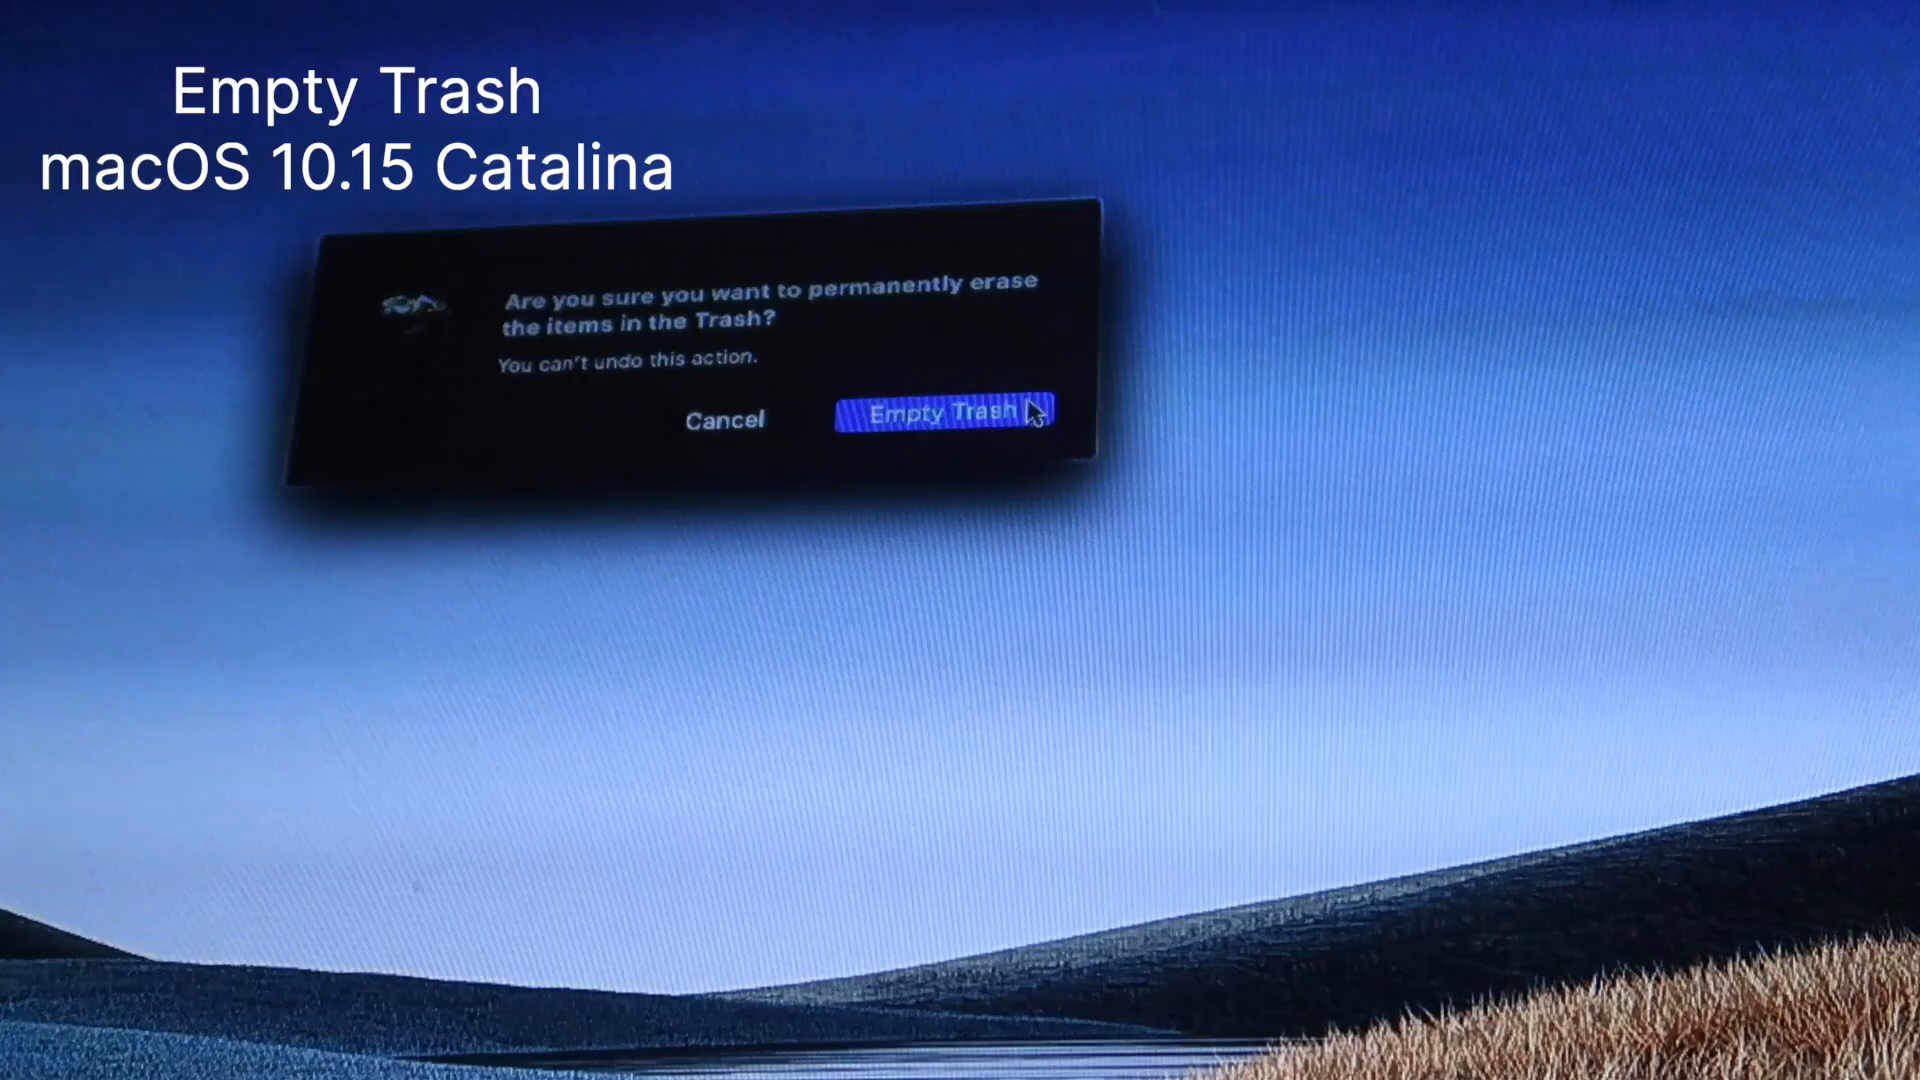 Empty Trash
macOS 10.15 Catalina
Are you sure you want to permanently erase
the items in the Trash?
You can't undo this action.
Cancel
Empty Trash